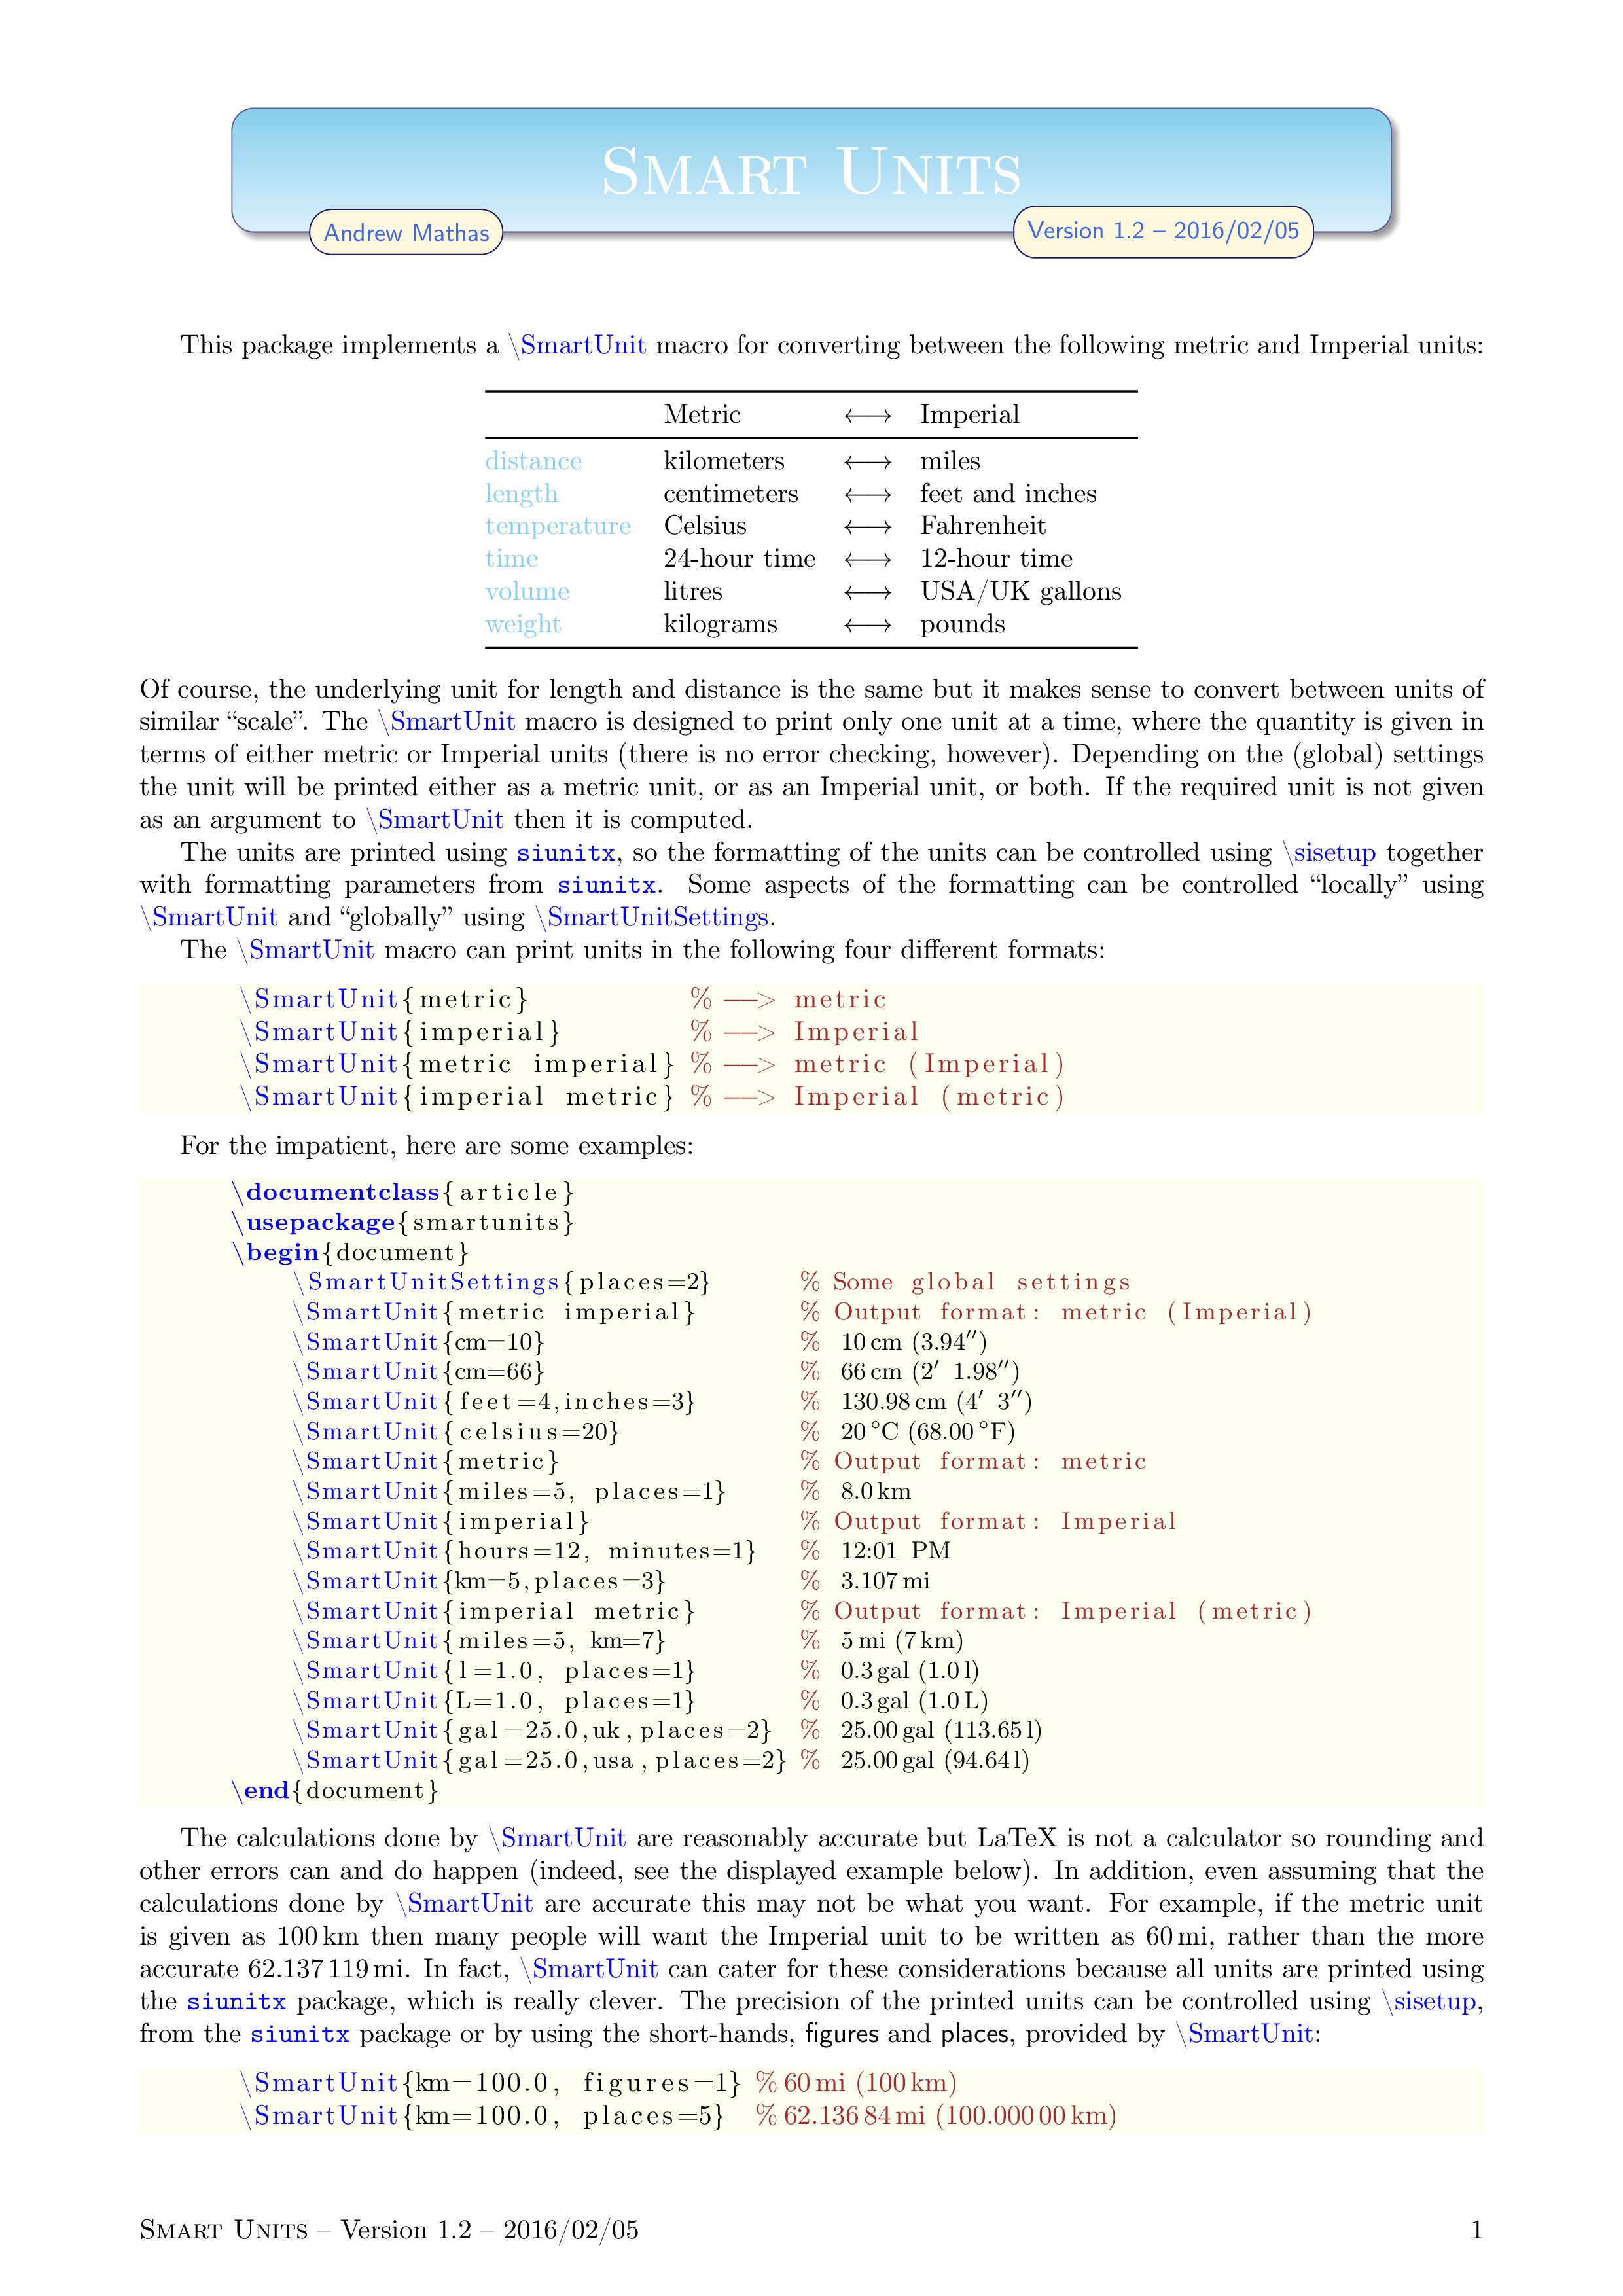 SMART UNITS
Andrew Mathas
Version 1.2 – 2016/02/05
This package implements a \SmartUnit macro for converting between the following metric and Imperial units:
Metric ⟷ Imperial
distance kilometers ⟷ miles
length centimeters ⟷ feet and inches
temperature Celsius ⟷ Fahrenheit
time 24-hour time ⟷ 12-hour time
volume litres ⟷ USA/UK gallons
weight kilograms ⟷ pounds
Of course, the underlying unit for length and distance is the same but it makes sense to convert between units of
similar “scale”. The \SmartUnit macro is designed to print only one unit at a time, where the quantity is given in
terms of either metric or Imperial units (there is no error checking, however). Depending on the (global) settings
the unit will be printed either as a metric unit, or as an Imperial unit, or both. If the required unit is not given
as an argument to \SmartUnit then it is computed.
The units are printed using siunitx, so the formatting of the units can be controlled using \sisetup together
with formatting parameters from siunitx. Some aspects of the formatting can be controlled “locally” using
\SmartUnit and “globally” using \SmartUnitSettings.
The \SmartUnit macro can print units in the following four different formats:
\SmartUnit{metric} % —> metric
\SmartUnit{imperial} % —> Imperial
\SmartUnit{metric imperial} % —> metric (Imperial)
\SmartUnit{imperial metric} % —> Imperial (metric)
For the impatient, here are some examples:
\documentclass{article}
\usepackage{smartunits}
\begin{document}
\SmartUnitSettings{places=2} % Some global settings
\SmartUnit{metric imperial} % Output format: metric (Imperial)
\SmartUnit{cm=10} % 10 cm (3.94″)
\SmartUnit{cm=66} % 66 cm (2′ 1.98″)
\SmartUnit{feet=4,inches=3} % 130.98 cm (4′ 3″)
\SmartUnit{celsius=20} % 20 °C (68.00 °F)
\SmartUnit{metric} % Output format: metric
\SmartUnit{miles=5, places=1} % 8.0 km
\SmartUnit{imperial} % Output format: Imperial
\SmartUnit{hours=12, minutes=1} % 12:01 PM
\SmartUnit{km=5,places=3} % 3.107 mi
\SmartUnit{imperial metric} % Output format: Imperial (metric)
\SmartUnit{miles=5, km=7} % 5 mi (7 km)
\SmartUnit{l=1.0, places=1} % 0.3 gal (1.0 l)
\SmartUnit{L=1.0, places=1} % 0.3 gal (1.0 L)
\SmartUnit{gal=25.0,uk,places=2} % 25.00 gal (113.65 l)
\SmartUnit{gal=25.0,usa,places=2} % 25.00 gal (94.64 l)
\end{document}
The calculations done by \SmartUnit are reasonably accurate but LaTeX is not a calculator so rounding and
other errors can and do happen (indeed, see the displayed example below). In addition, even assuming that the
calculations done by \SmartUnit are accurate this may not be what you want. For example, if the metric unit
is given as 100 km then many people will want the Imperial unit to be written as 60 mi, rather than the more
accurate 62.137 119 mi. In fact, \SmartUnit can cater for these considerations because all units are printed using
the siunitx package, which is really clever. The precision of the printed units can be controlled using \sisetup,
from the siunitx package or by using the short-hands, figures and places, provided by \SmartUnit:
\SmartUnit{km=100.0, figures=1} % 60 mi (100 km)
\SmartUnit{km=100.0, places=5} % 62.136 84 mi (100.000 00 km)
SMART UNITS – Version 1.2 – 2016/02/05 1